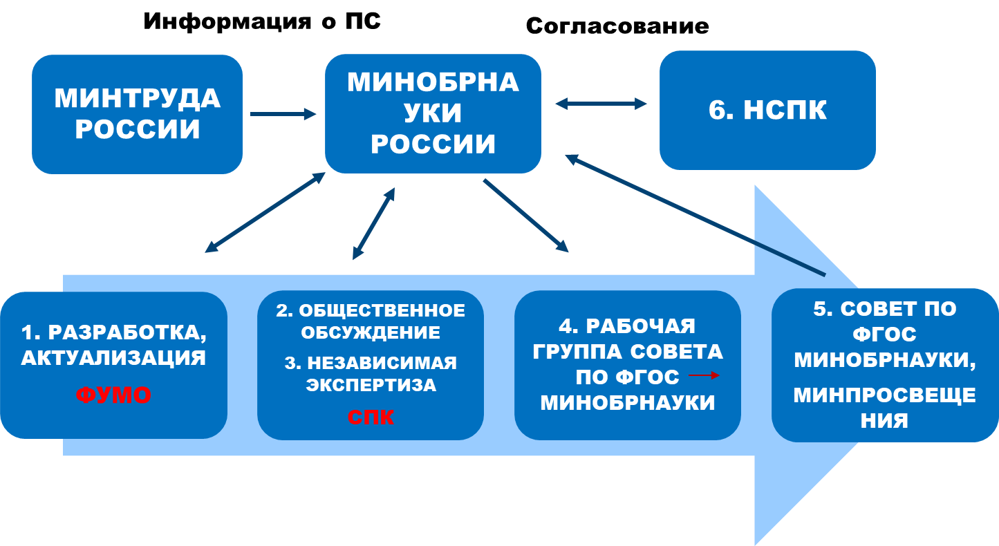 Информация о ПС
Согласование
МИНТРУДА
РОССИИ
МИНОБРНА
УКИ
РОССИИ
6. НСПК
1. РАЗРАБОТКА,
АКТУАЛИЗАЦИЯ
ФУМО
2. ОБЩЕСТВЕННОЕ
ОБСУЖДЕНИЕ
3. НЕЗАВИСИМАЯ
ЭКСПЕРТИЗА
СПК
4. РАБОЧАЯ
ГРУППА СОВЕТА
ПО ФГОС
МИНОБРНАУКИ
5. СОВЕТ ПО
ФГОС
МИНОБРНАУКИ,
МИНПРОСВЕЩЕ
НИЯ